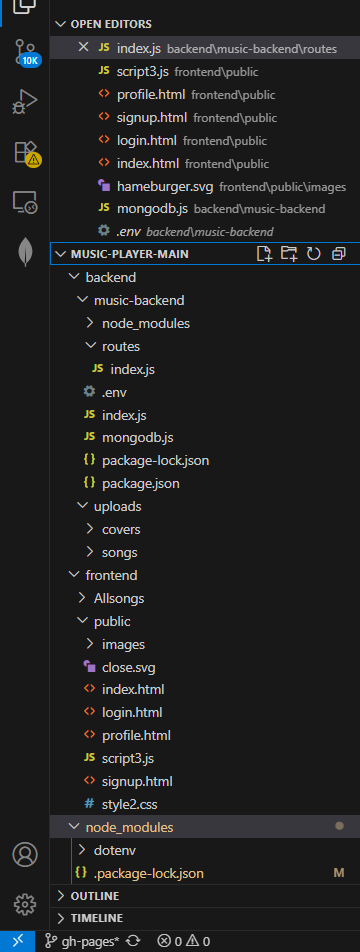 OPEN EDITORS
JS index.js backend\music-backend\routes
10K
JS script3.js frontend\public
<> profile.html frontend\public
<> signup.html frontend\public
<> login.html frontend\public
<> index.html frontend\public
hameburger.svg frontend\public\images
JS mongodb.js backend\music-backend
.env backend\music-backend
MUSIC-PLAYER-MAIN
backend
music-backend
node_modules
routes
JS index.js
.env
JS index.js
JS mongodb.js
{} package-lock.json
{} package.json
uploads
covers
songs
frontend
Allsongs
public
images
close.svg
<> index.html
<> login.html
<> profile.html
JS script3.js
<> signup.html
# style2.css
node_modules
dotenv
{} .package-lock.json M
OUTLINE
TIMELINE
gh-pages* 0 0